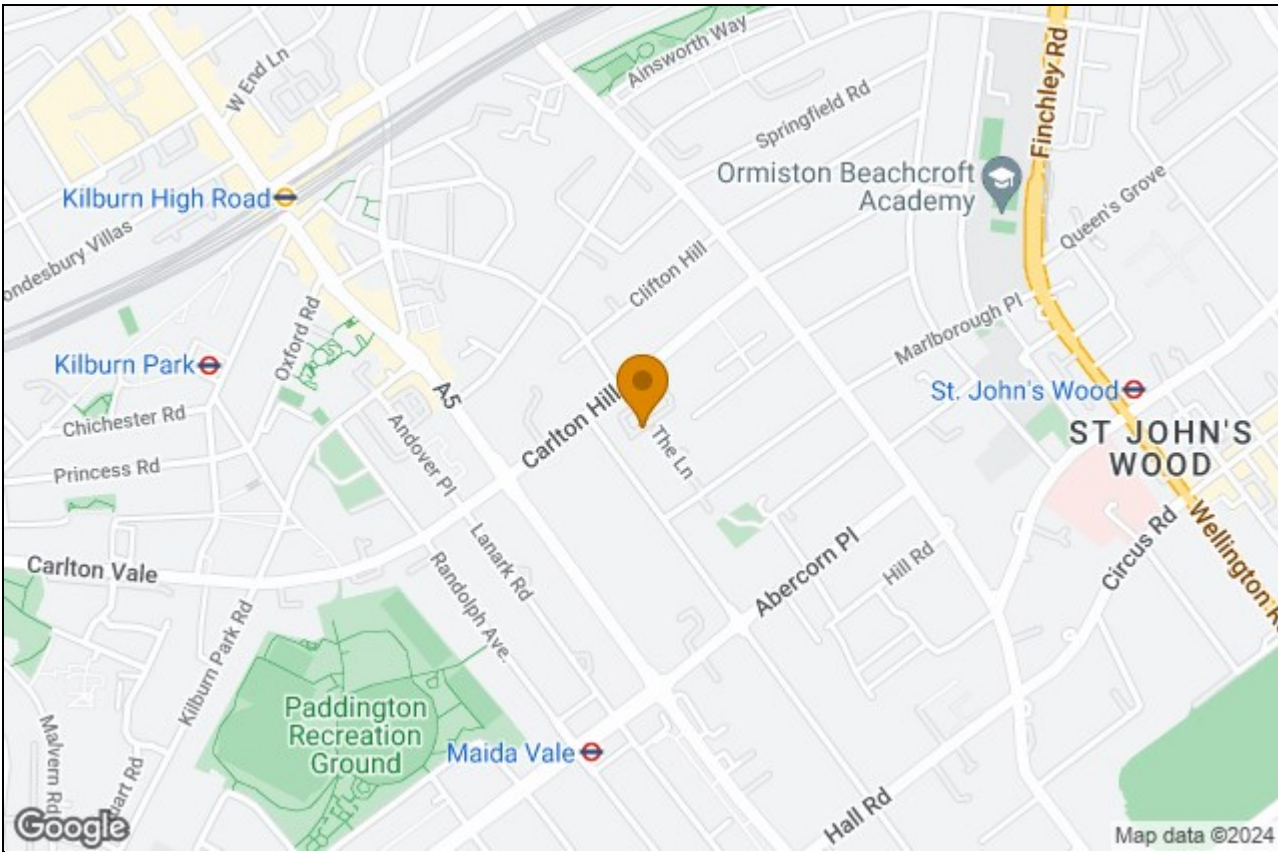 Ainsworth Way
W End Ln
Finchley Rd
Springfield Rd
Ormiston Beachcroft
Academy
Kilburn High Road
Queen's Grove
ondesbury Villas
Clifton Hill
Oxford Rd
Marlborough Pl
Kilburn Park
A5
St. John's Wood
Carlton Hill
Chichester Rd
Andover Pl
The Ln
ST JOHN'S
WOOD
Princess Rd
Lanark Rd
Abercorn Pl
Hill Rd
Circus Rd
Wellington R
Carlton Vale
Randolph Ave.
Kilburn Park Rd
Paddington
Recreation
Ground
Malvern Rd
uart Rd
Maida Vale
Hall Rd
Google
Map data ©2024